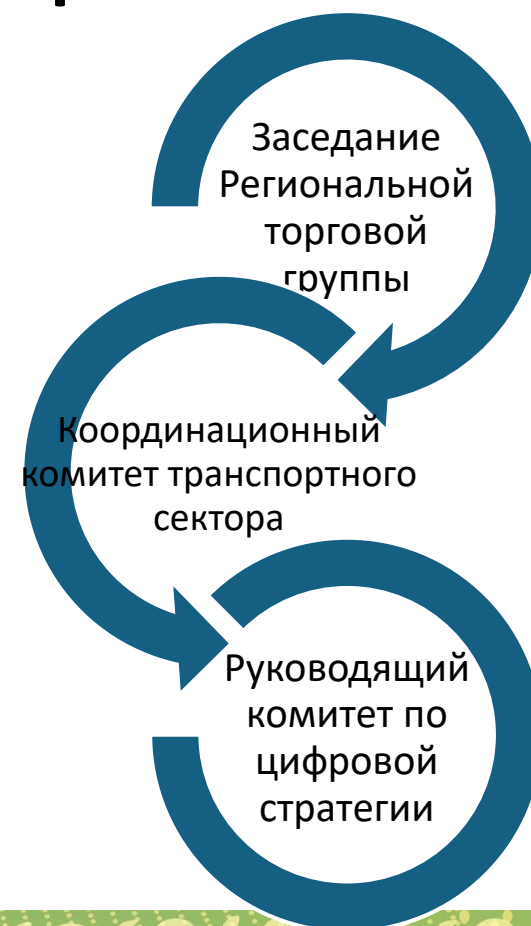 Заседание
Региональной
торговой
группы
Координационный
комитет транспортного
сектора
Руководящий
комитет по
цифровой
стратегии